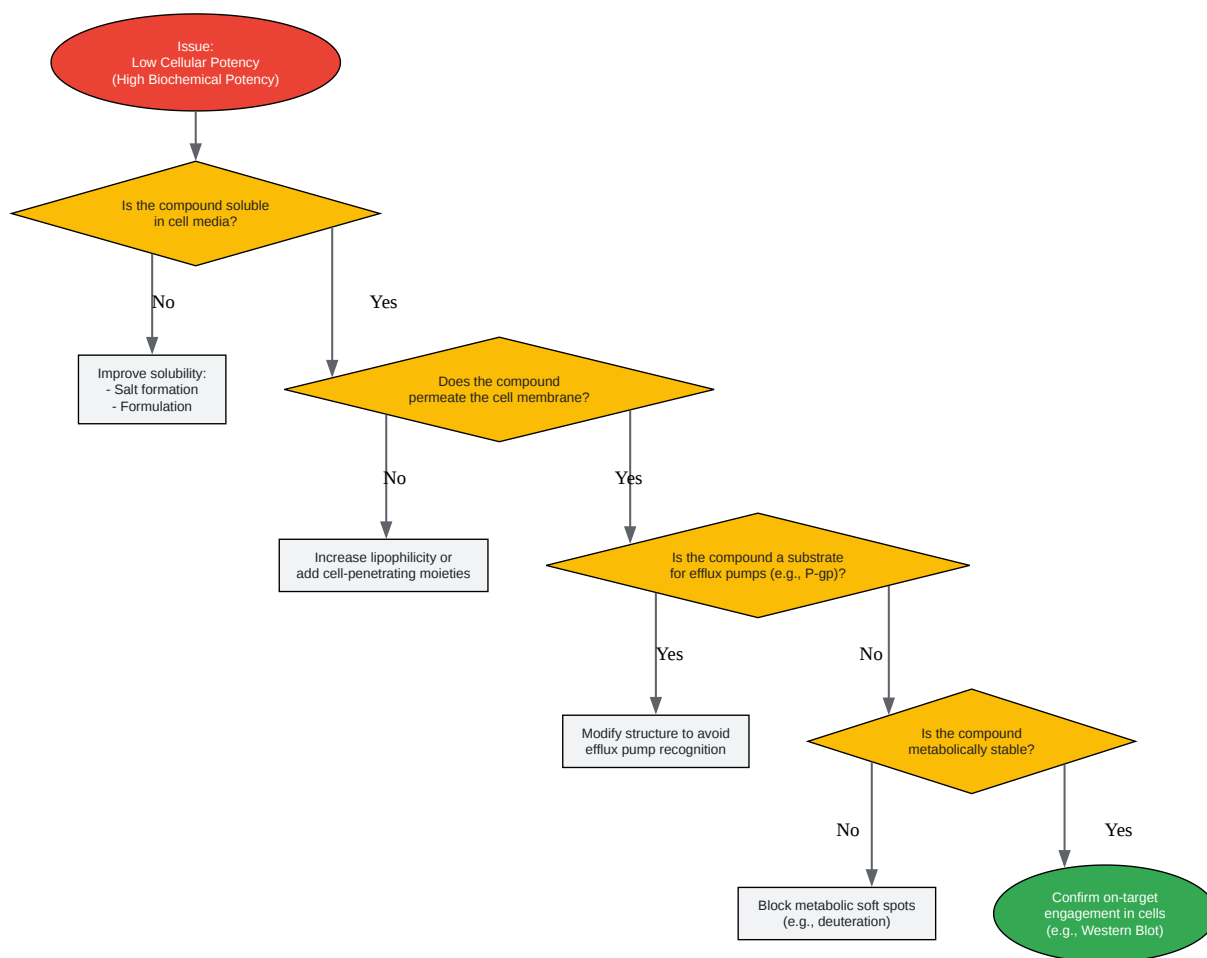 Issue:
Low Cellular Potency
(High Biochemical Potency)
Is the compound soluble
in cell media?
No
Yes
Improve solubility:
- Salt formation
- Formulation
Does the compound
permeate the cell membrane?
No
Yes
Increase lipophilicity or
add cell-penetrating moieties
Is the compound a substrate
for efflux pumps (e.g., P-gp)?
Yes
No
Modify structure to avoid
efflux pump recognition
Is the compound
metabolically stable?
No
Yes
Block metabolic soft spots
(e.g., deuteration)
Confirm on-target
engagement in cells
(e.g., Western Blot)